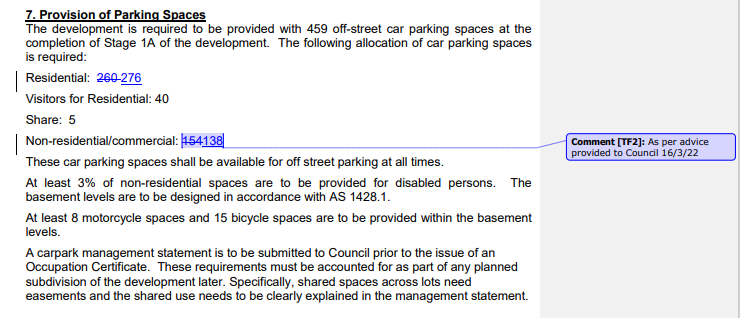 7. Provision of Parking Spaces
The development is required to be provided with 459 off-street car parking spaces at the
completion of Stage 1A of the development. The following allocation of car parking spaces
is required:
Residential: 260 276
Visitors for Residential: 40
Share: 5
Non-residential/commercial: 154138
Comment [TF2]: As per advice
provided to Council 16/3/22
These car parking spaces shall be available for off street parking at all times.
At least 3% of non-residential spaces are to be provided for disabled persons. The
basement levels are to be designed in accordance with AS 1428.1.
At least 8 motorcycle spaces and 15 bicycle spaces are to be provided within the basement
levels.
A carpark management statement is to be submitted to Council prior to the issue of an
Occupation Certificate. These requirements must be accounted for as part of any planned
subdivision of the development later. Specifically, shared spaces across lots need
easements and the shared use needs to be clearly explained in the management statement.